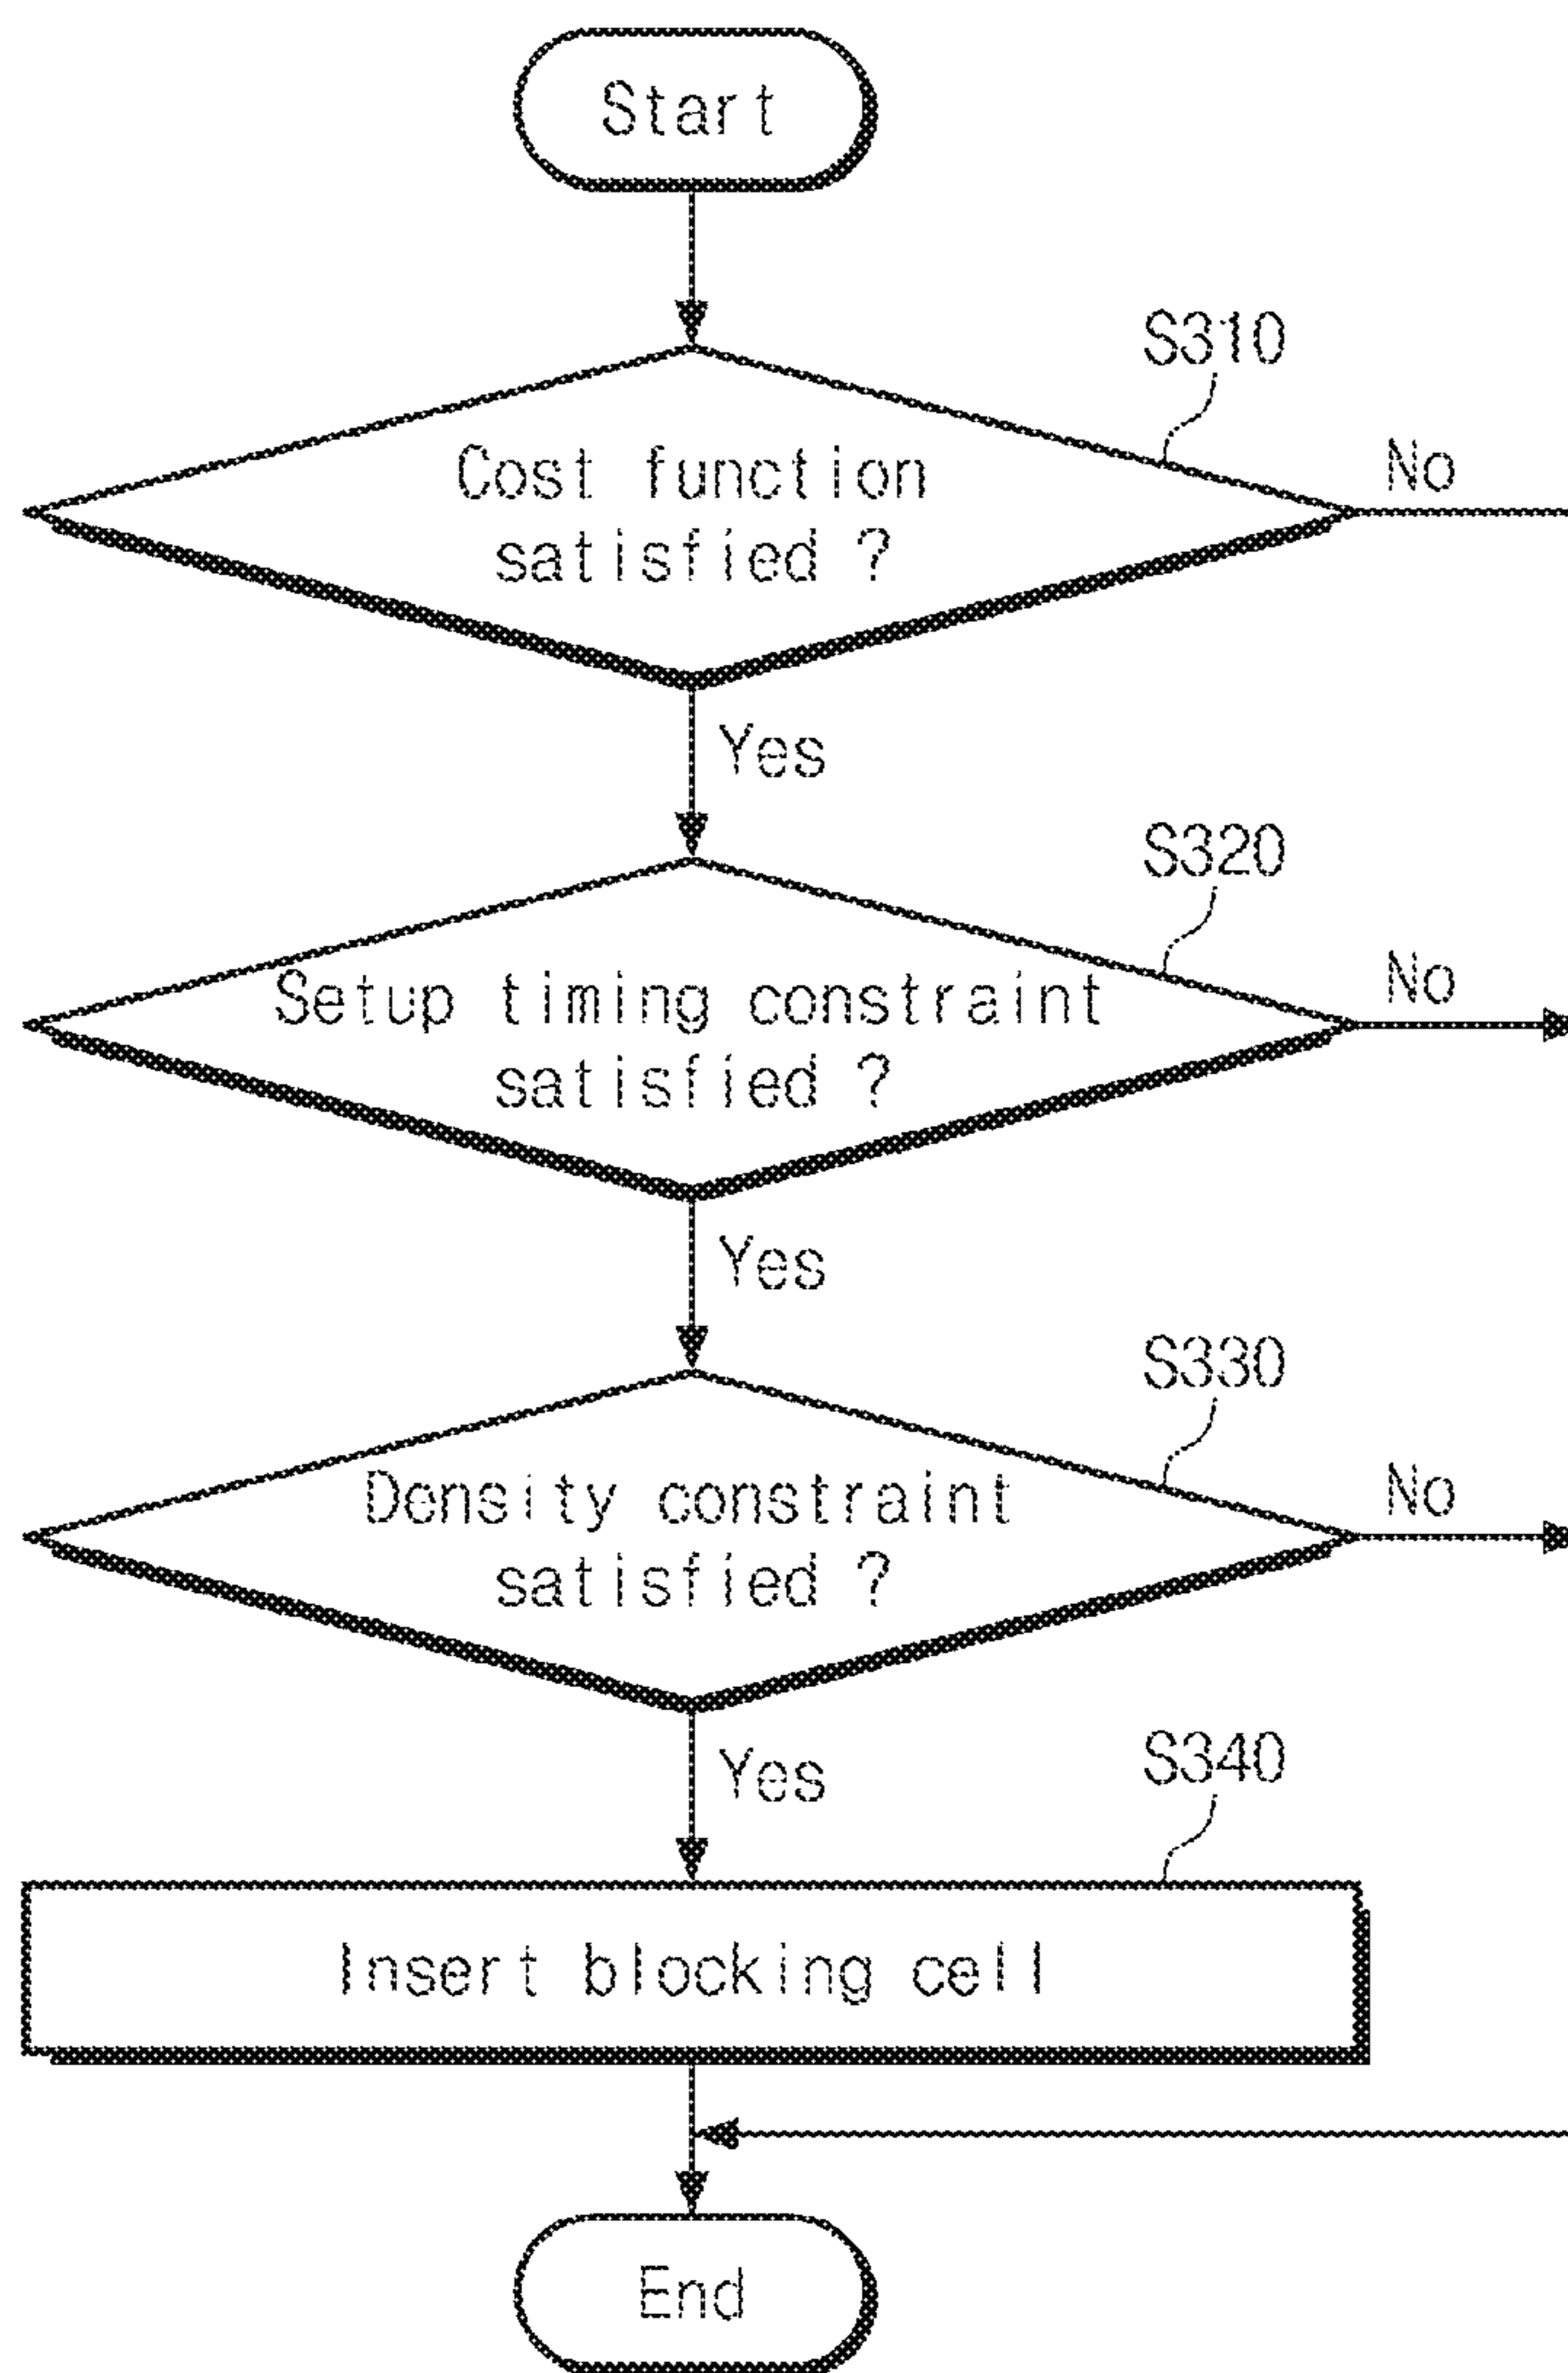 Start
S310
Cost function
satisfied ?
No
Yes
S320
Setup timing constraint
satisfied ?
No
Yes
S330
Density constraint
satisfied ?
No
Yes
S340
Insert blocking cell
End